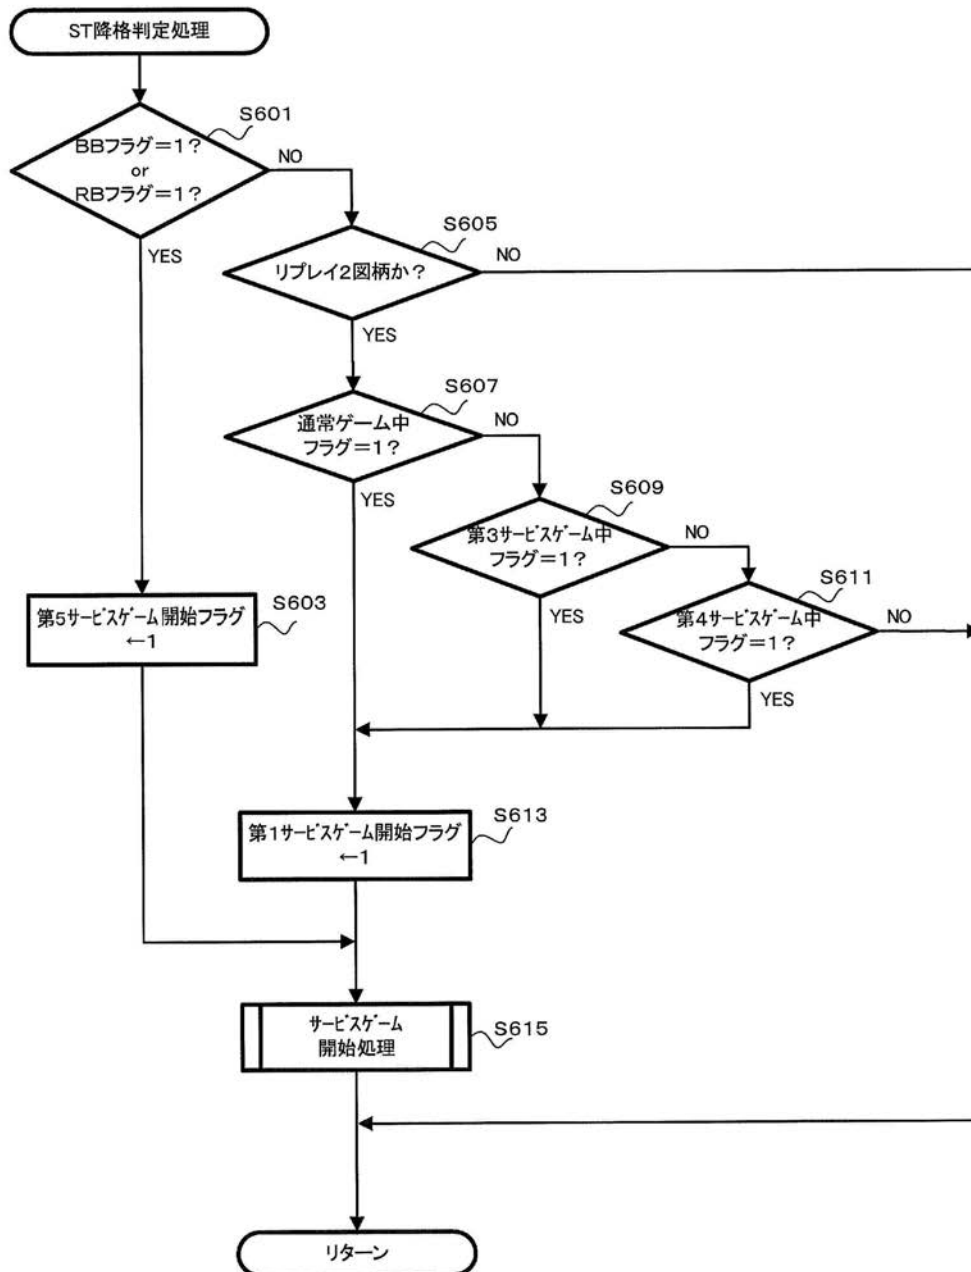 ST降格判定処理
S601
BBフラグ＝1？
or
RBフラグ＝1？
NO
YES
S605
リプレイ2図柄か？
NO
YES
S607
通常ゲーム中
フラグ＝1？
NO
YES
S609
第3サービスゲーム中
フラグ＝1？
NO
YES
S611
第4サービスゲーム中
フラグ＝1？
NO
YES
S603
第5サービスゲーム開始フラグ
←1
S613
第1サービスゲーム開始フラグ
←1
S615
サービスゲーム
開始処理
リターン